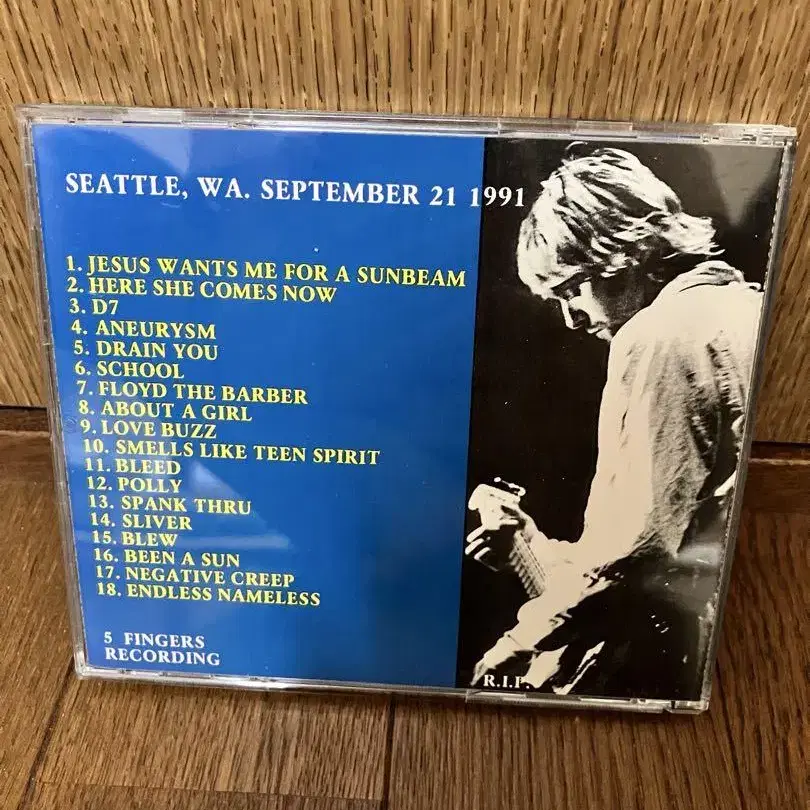 SEATTLE, WA. SEPTEMBER 21 1991
1. JESUS WANTS ME FOR A SUNBEAM
2. HERE SHE COMES NOW
3. D7
4. ANEURYSM
5. DRAIN YOU
6. SCHOOL
7. FLOYD THE BARBER
8. ABOUT A GIRL
9. LOVE BUZZ
10. SMELLS LIKE TEEN SPIRIT
11. BLEED
12. POLLY
13. SPANK THRU
14. SLIVER
15. BLEW
16. BEEN A SUN
17. NEGATIVE CREEP
18. ENDLESS NAMELESS
5 FINGERS
RECORDING
R.I.P.